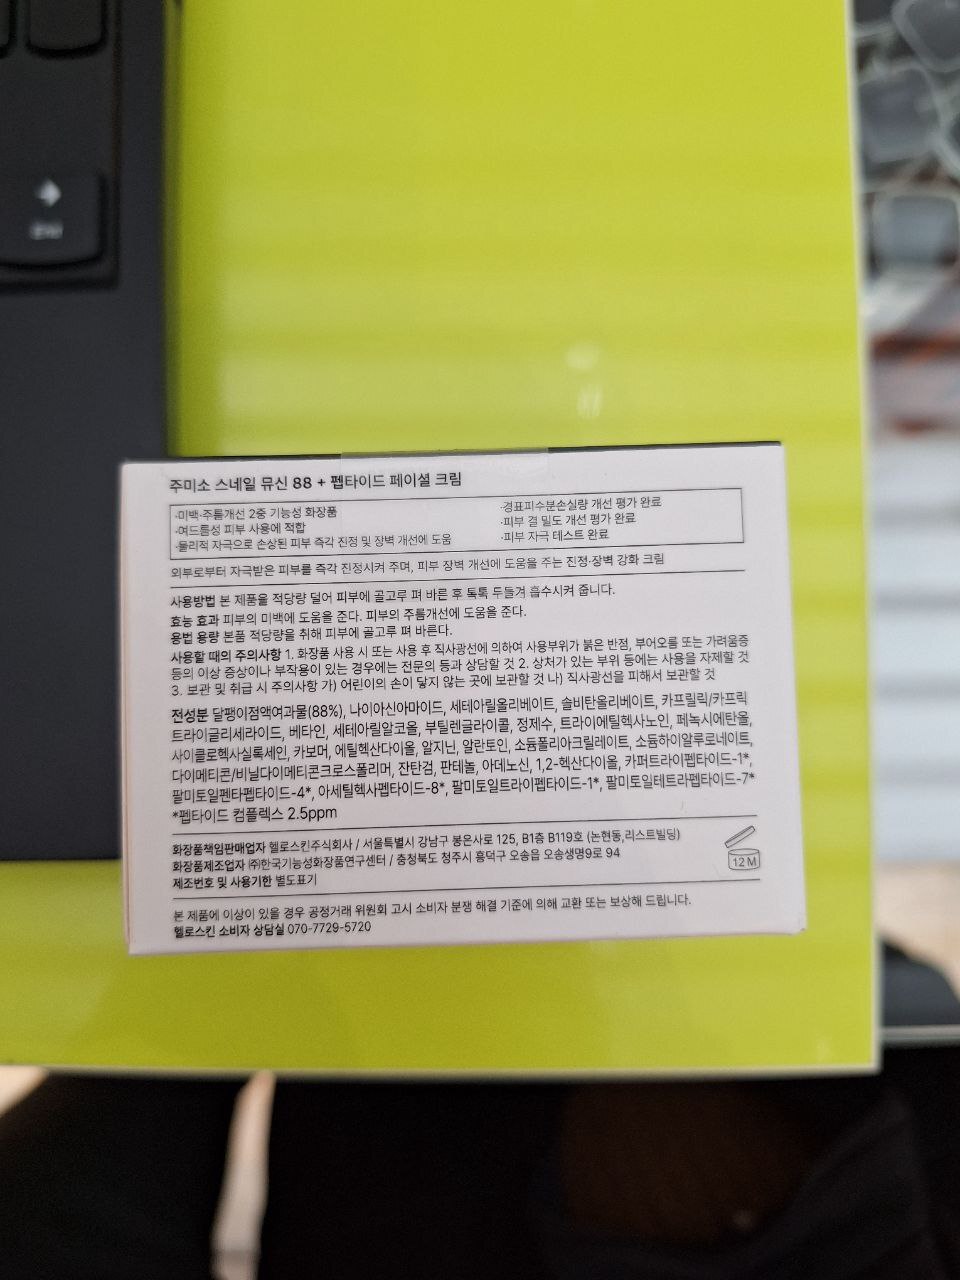 주미소 스네일 뮤신 88 + 펩타이드 페이셜 크림
·미백·주름개선 2중 기능성 화장품
·여드름성 피부 사용에 적합
·물리적 자극으로 손상된 피부 즉각 진정 및 장벽 개선에 도움
·경표피수분손실량 개선 평가 완료
·피부 결 밀도 개선 평가 완료
·피부 자극 테스트 완료
외부로부터 자극받은 피부를 즉각 진정시켜 주며, 피부 장벽 개선에 도움을 주는 진정·장벽 강화 크림
사용방법 본 제품을 적당량 덜어 피부에 골고루 펴 바른 후 톡톡 두들겨 흡수시켜 줍니다.
효능 효과 피부의 미백에 도움을 준다. 피부의 주름개선에 도움을 준다.
용법 용량 본품 적당량을 취해 피부에 골고루 펴 바른다.
사용할 때의 주의사항 1. 화장품 사용 시 또는 사용 후 직사광선에 의하여 사용부위가 붉은 반점, 부어오름 또는 가려움증
등의 이상 증상이나 부작용이 있는 경우에는 전문의 등과 상담할 것 2. 상처가 있는 부위 등에는 사용을 자제할 것
3. 보관 및 취급 시 주의사항 가) 어린이의 손이 닿지 않는 곳에 보관할 것 나) 직사광선을 피해서 보관할 것
전성분 달팽이점액여과물(88%), 나이아신아마이드, 세테아릴올리베이트, 솔비탄올리베이트, 카프릴릭/카프릭
트라이글리세라이드, 베타인, 세테아릴알코올, 부틸렌글라이콜, 정제수, 트라이에틸헥사노인, 페녹시에탄올,
사이클로헥사실록세인, 카보머, 에틸헥산다이올, 알지닌, 알란토인, 소듐폴리아크릴레이트, 소듐하이알루로네이트,
다이메티콘/비닐다이메티콘크로스폴리머, 잔탄검, 판테놀, 아데노신, 1,2-헥산다이올, 카퍼트라이펩타이드-1*,
팔미토일펜타펩타이드-4*, 아세틸헥사펩타이드-8*, 팔미토일트라이펩타이드-1*, 팔미토일테트라펩타이드-7*
*펩타이드 컴플렉스 2.5ppm
화장품책임판매업자 헬로스킨주식회사 / 서울특별시 강남구 봉은사로 125, B1층 B119호 (논현동,리스트빌딩)
화장품제조업자 ㈜한국기능성화장품연구센터 / 충청북도 청주시 흥덕구 오송읍 오송생명9로 94
제조번호 및 사용기한 별도표기
12M
본 제품에 이상이 있을 경우 공정거래 위원회 고시 소비자 분쟁 해결 기준에 의해 교환 또는 보상해 드립니다.
헬로스킨 소비자 상담실 070-7729-5720